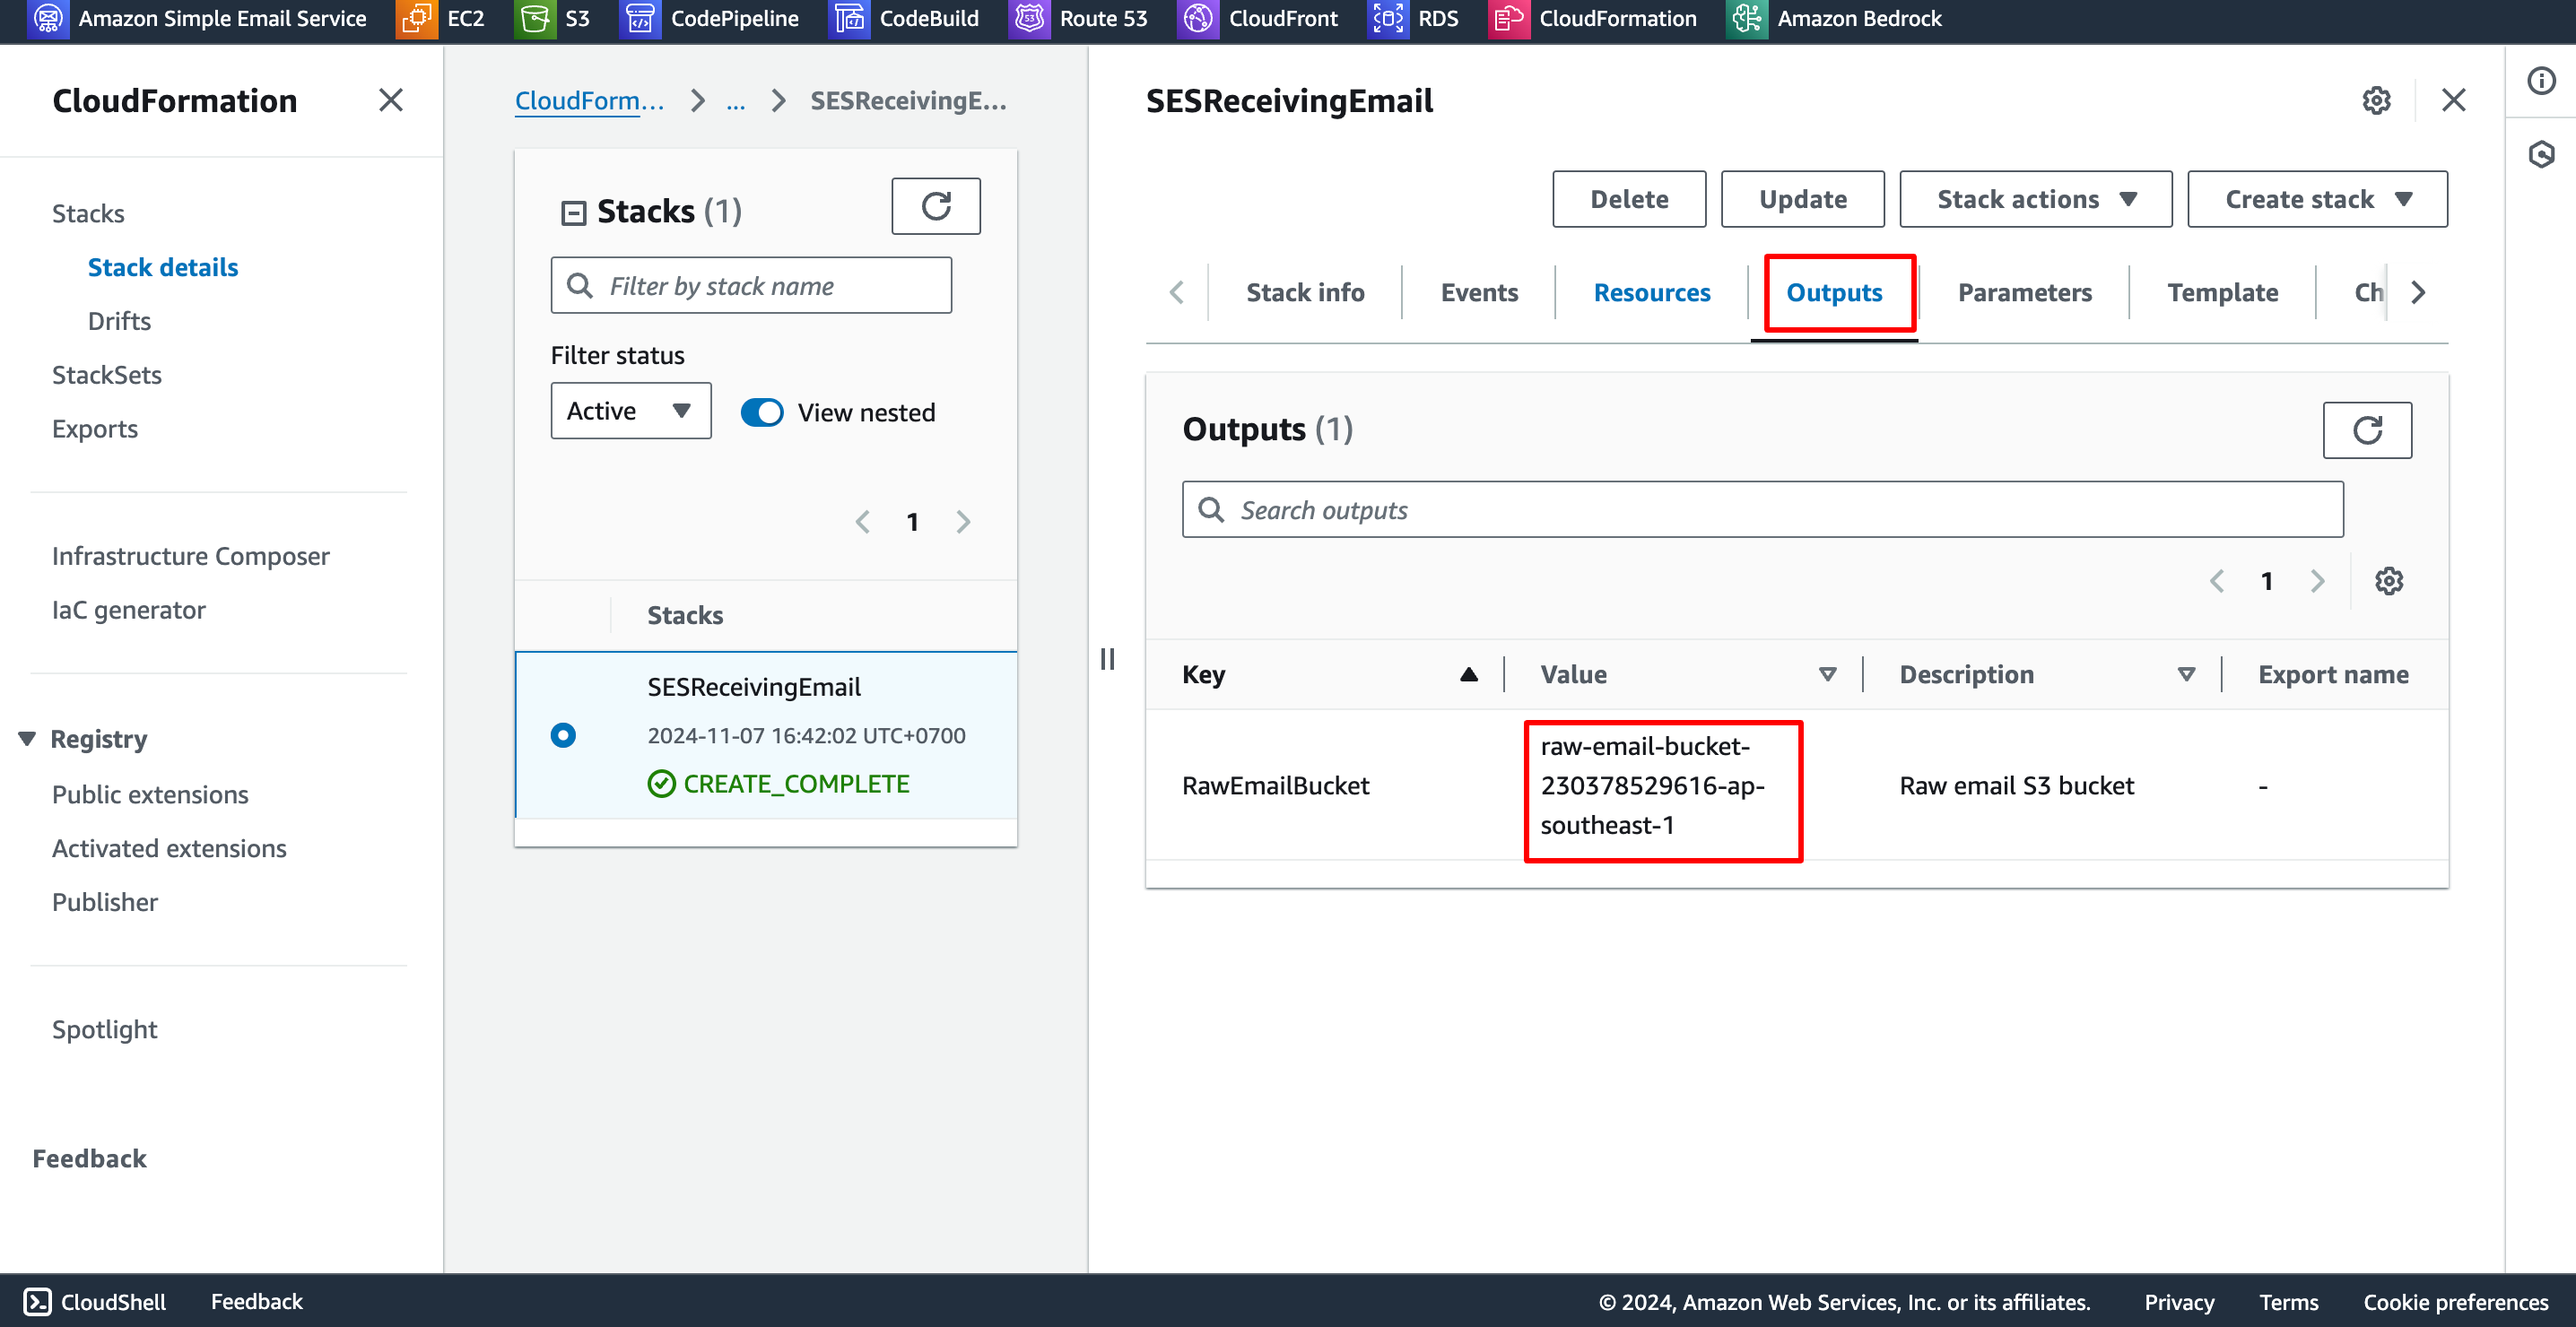 Amazon Simple Email Service EC2 S3 CodePipeline CodeBuild Route 53 CloudFront RDS CloudFormation Amazon Bedrock
CloudFormation
Stacks
Stack details
Drifts
StackSets
Exports
Infrastructure Composer
IaC generator
Registry
Public extensions
Activated extensions
Publisher
Spotlight
Feedback
CloudForm... ... SESReceivingE...
Stacks (1)
Filter by stack name
Filter status
Active View nested
1
Stacks
SESReceivingEmail
2024-11-07 16:42:02 UTC+0700
CREATE_COMPLETE
SESReceivingEmail
Delete Update Stack actions Create stack
Stack info Events Resources Outputs Parameters Template Ch
Outputs (1)
Search outputs
1
Key Value Description Export name
RawEmailBucket raw-email-bucket-
230378529616-ap-
southeast-1 Raw email S3 bucket -
CloudShell Feedback © 2024, Amazon Web Services, Inc. or its affiliates. Privacy Terms Cookie preferences